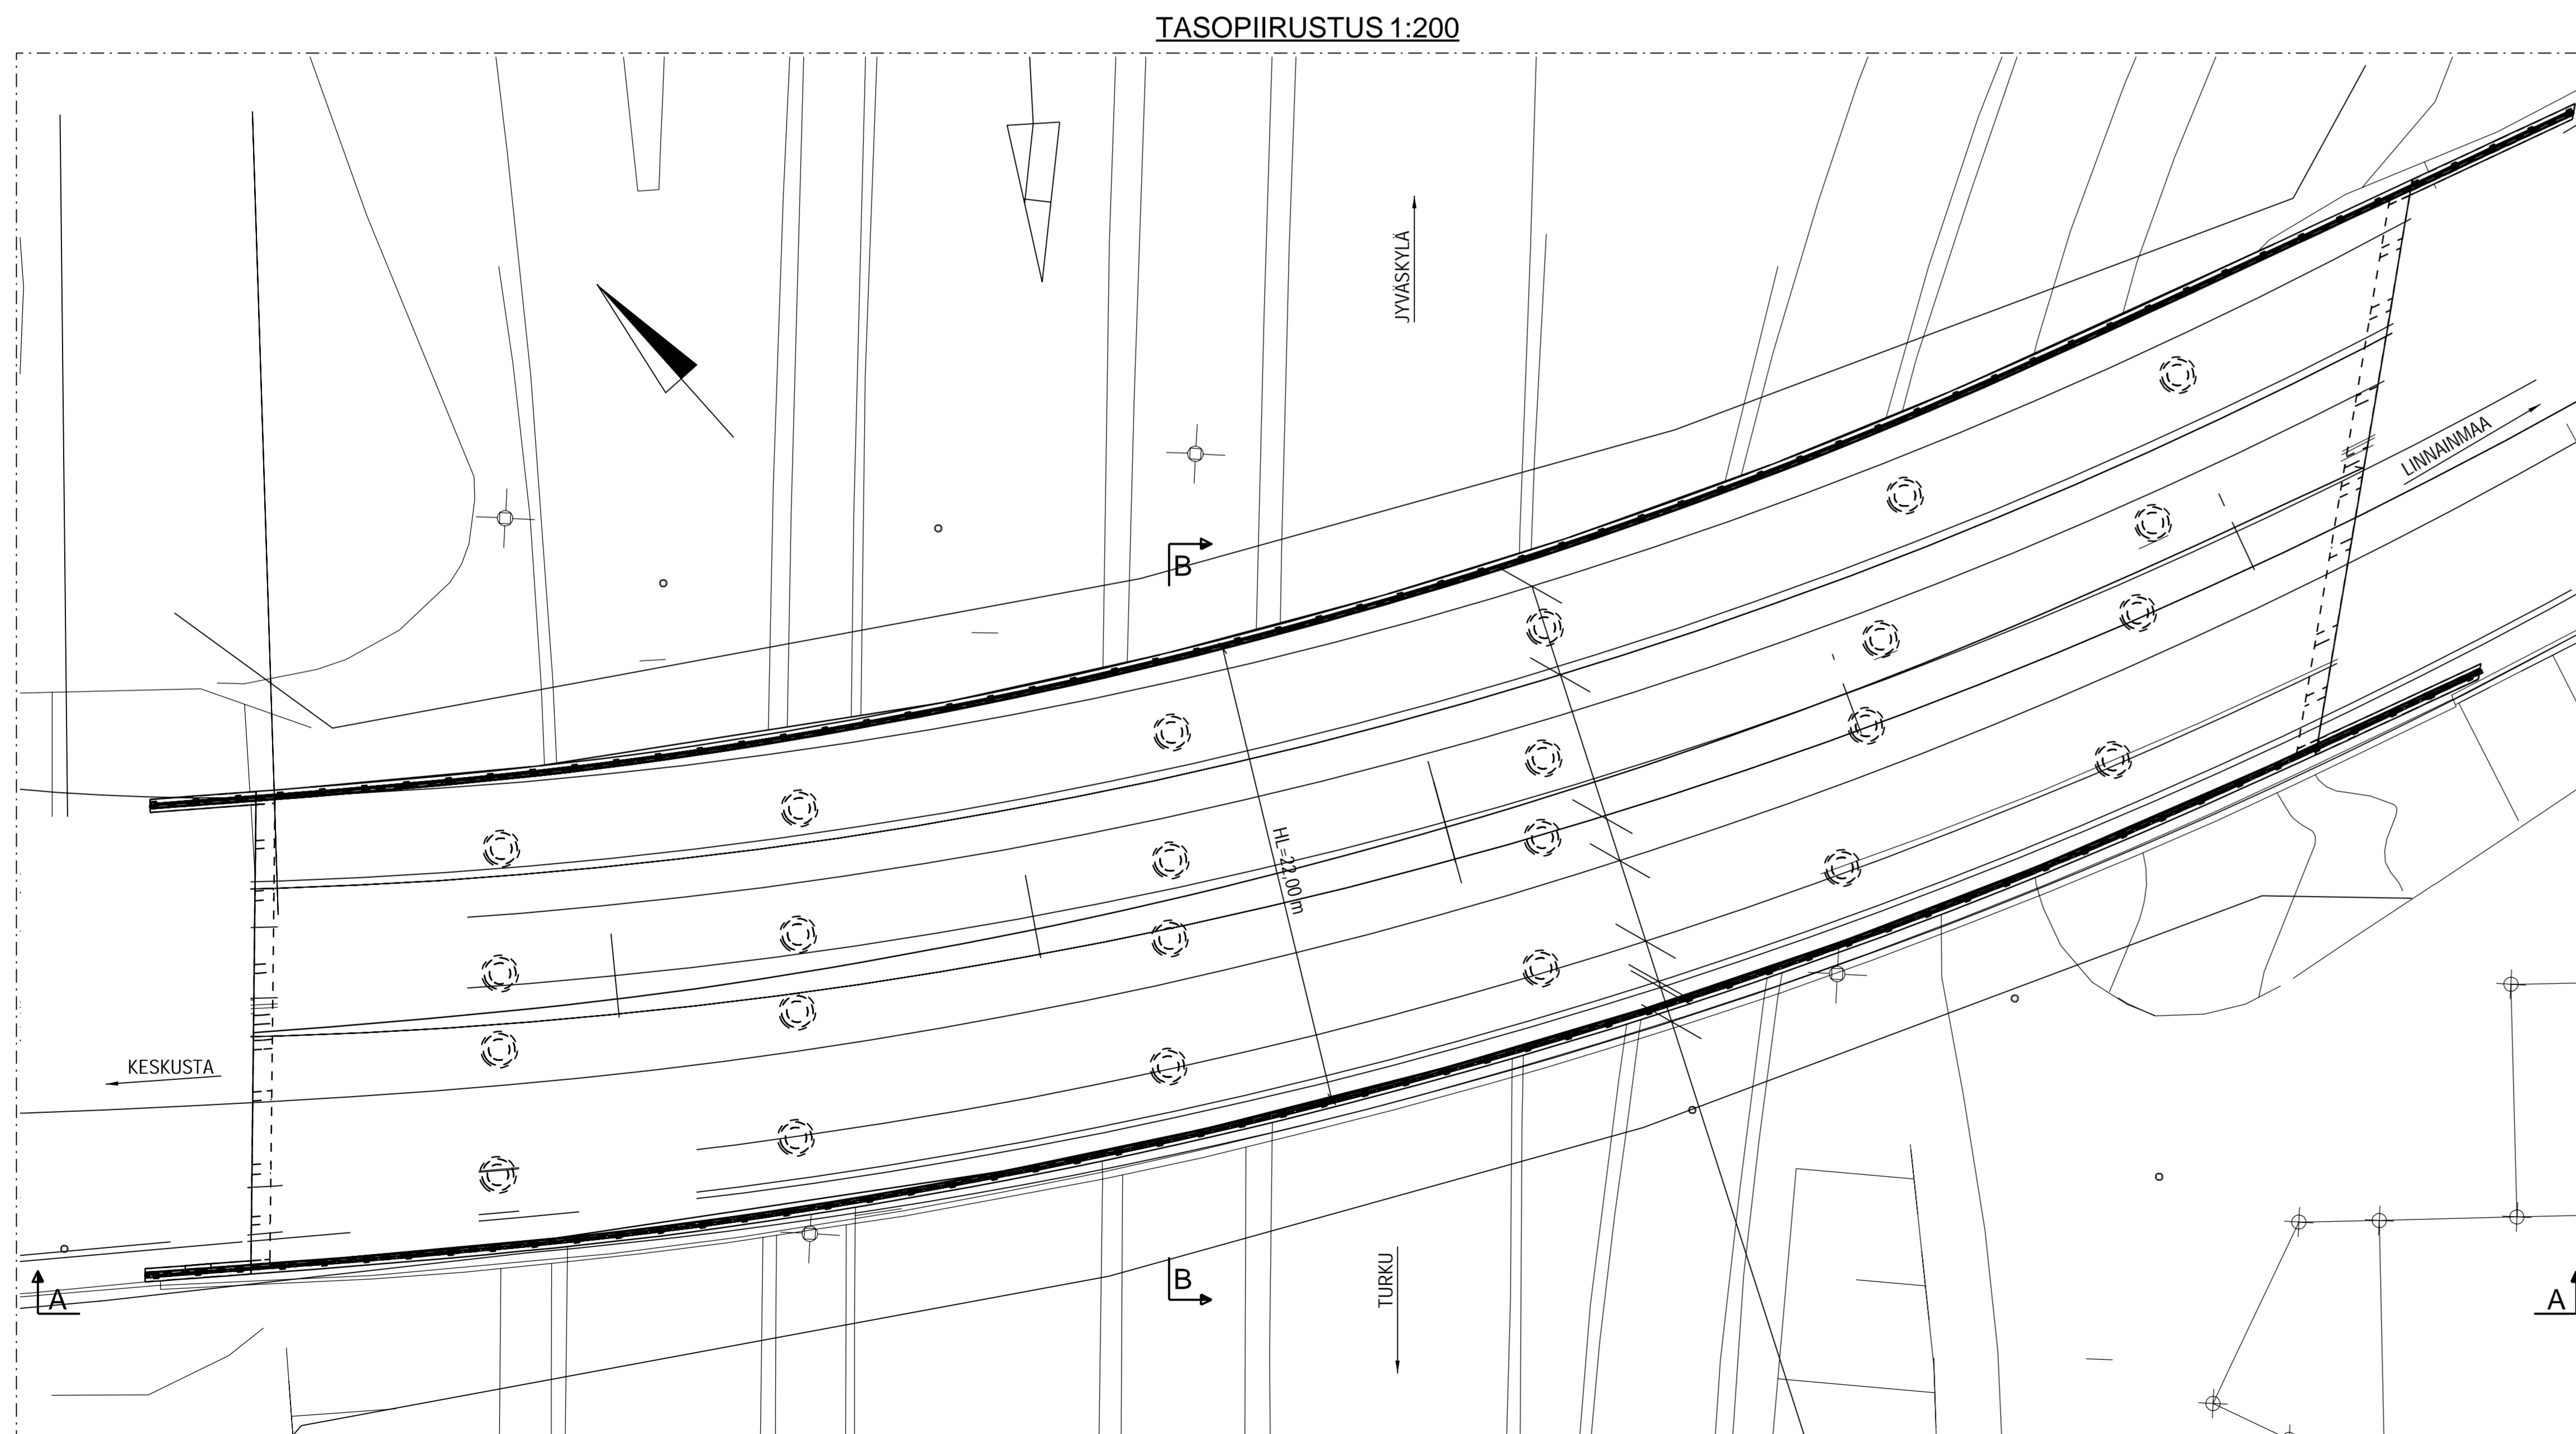 TASOPIIRUSTUS 1:200
JYVÄSKYLÄ
LINNAINMAA
B
HL=22,00 m
KESKUSTA
TURKU
B
A
A